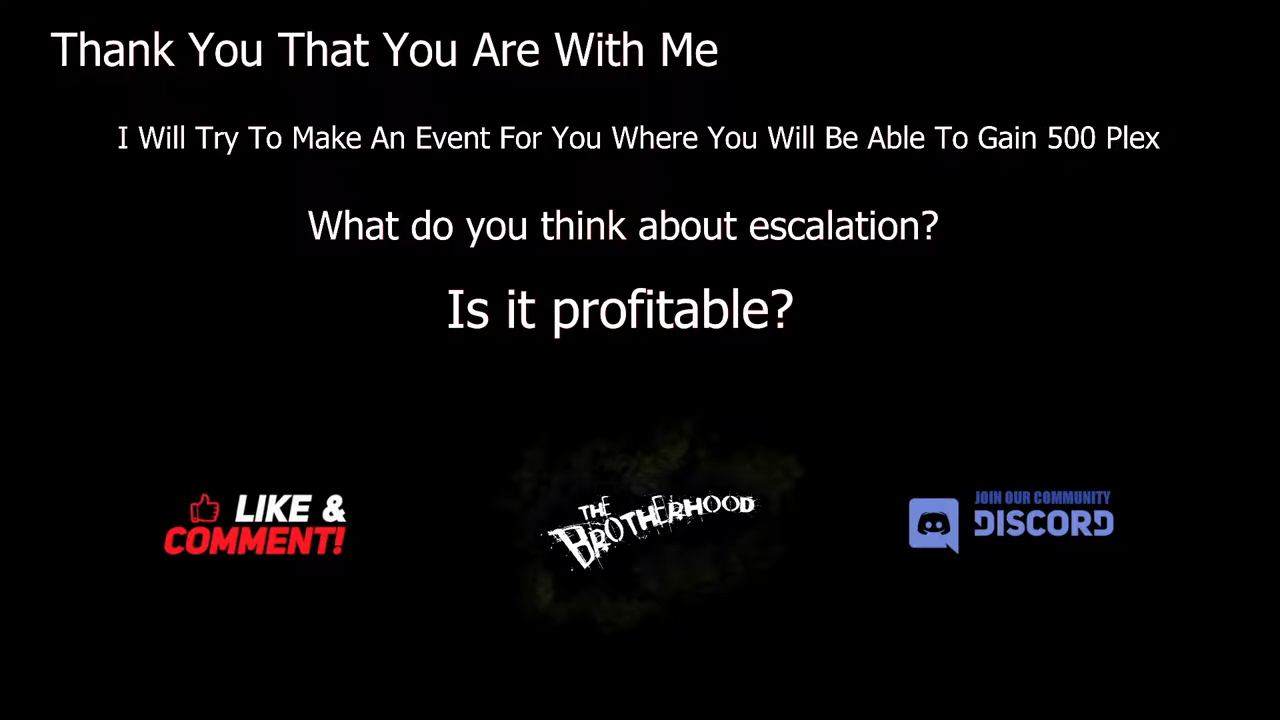 Thank You That You Are With Me
I Will Try To Make An Event For You Where You Will Be Able To Gain 500 Plex
What do you think about escalation?
Is it profitable?
LIKE &
COMMENT!
THE
BROTHERHOOD
JOIN OUR COMMUNITY
DISCORD